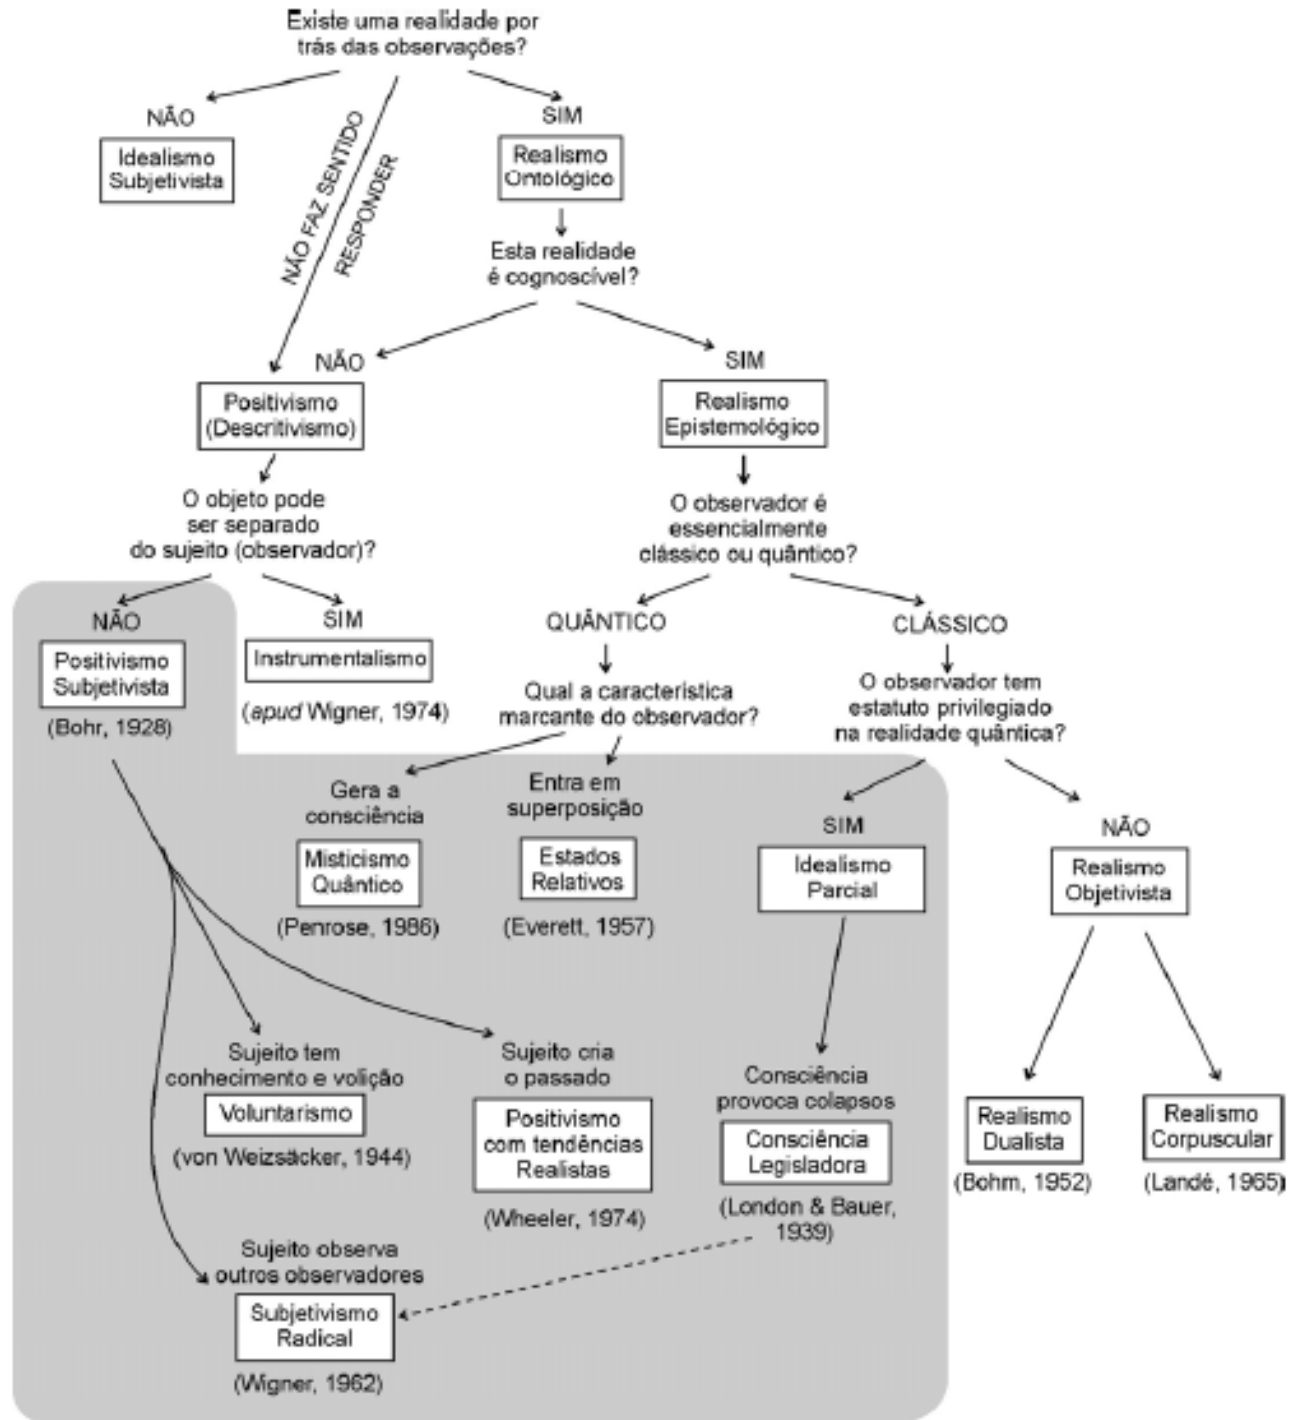 Existe uma realidade por
trás das observações?
NÃO
Idealismo
Subjetivista
NÃO FAZ SENTIDO
RESPONDER
SIM
Realismo
Ontológico
Esta realidade
é cognoscível?
NÃO
Positivismo
(Descritivismo)
SIM
Realismo
Epistemológico
O objeto pode
ser separado
do sujeito (observador)?
O observador é
essencialmente
clássico ou quântico?
NÃO
Positivismo
Subjetivista
(Bohr, 1928)
SIM
Instrumentalismo
(apud Wigner, 1974)
QUÂNTICO
Qual a característica
marcante do observador?
CLÁSSICO
O observador tem
estatuto privilegiado
na realidade quântica?
Gera a
consciência
Misticismo
Quântico
(Penrose, 1986)
Entra em
superposição
Estados
Relativos
(Everett, 1957)
SIM
Idealismo
Parcial
NÃO
Realismo
Objetivista
Sujeito tem
conhecimento e volição
Voluntarismo
(von Weizsäcker, 1944)
Sujeito cria
o passado
Positivismo
com tendências
Realistas
(Wheeler, 1974)
Consciência
provoca colapsos
Consciência
Legisladora
(London & Bauer,
1939)
Realismo
Dualista
(Bohm, 1952)
Realismo
Corpuscular
(Landé, 1965)
Sujeito observa
outros observadores
Subjetivismo
Radical
(Wigner, 1962)